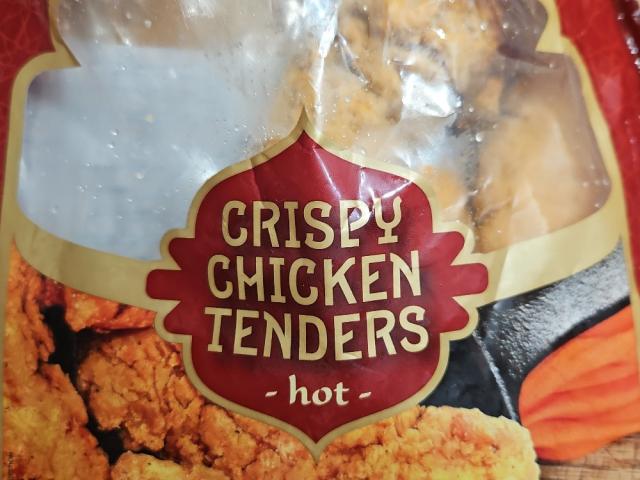 CRISPY
CHICKEN
TENDERS
- hot -